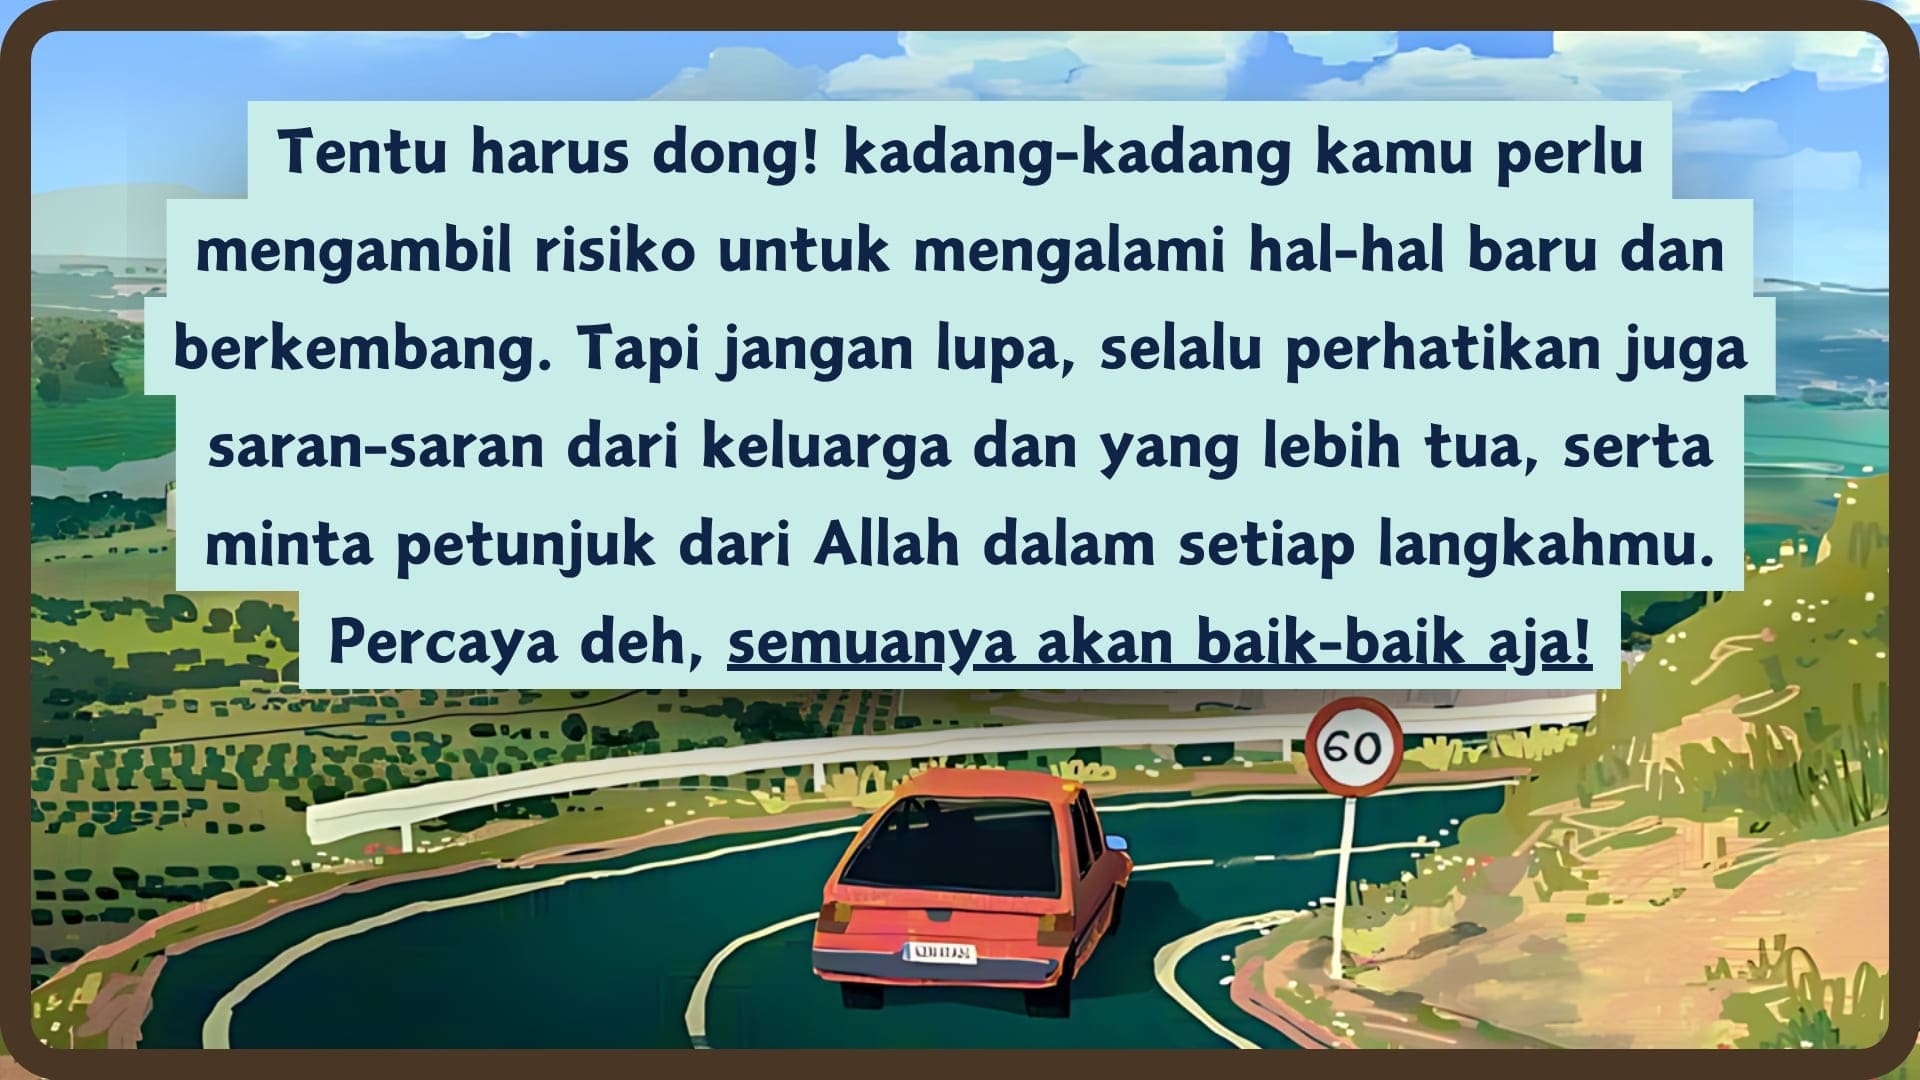 Tentu harus dong! kadang-kadang kamu perlu
mengambil risiko untuk mengalami hal-hal baru dan
berkembang. Tapi jangan lupa, selalu perhatikan juga
saran-saran dari keluarga dan yang lebih tua, serta
minta petunjuk dari Allah dalam setiap langkahmu.
Percaya deh, semuanya akan baik-baik aja!
60